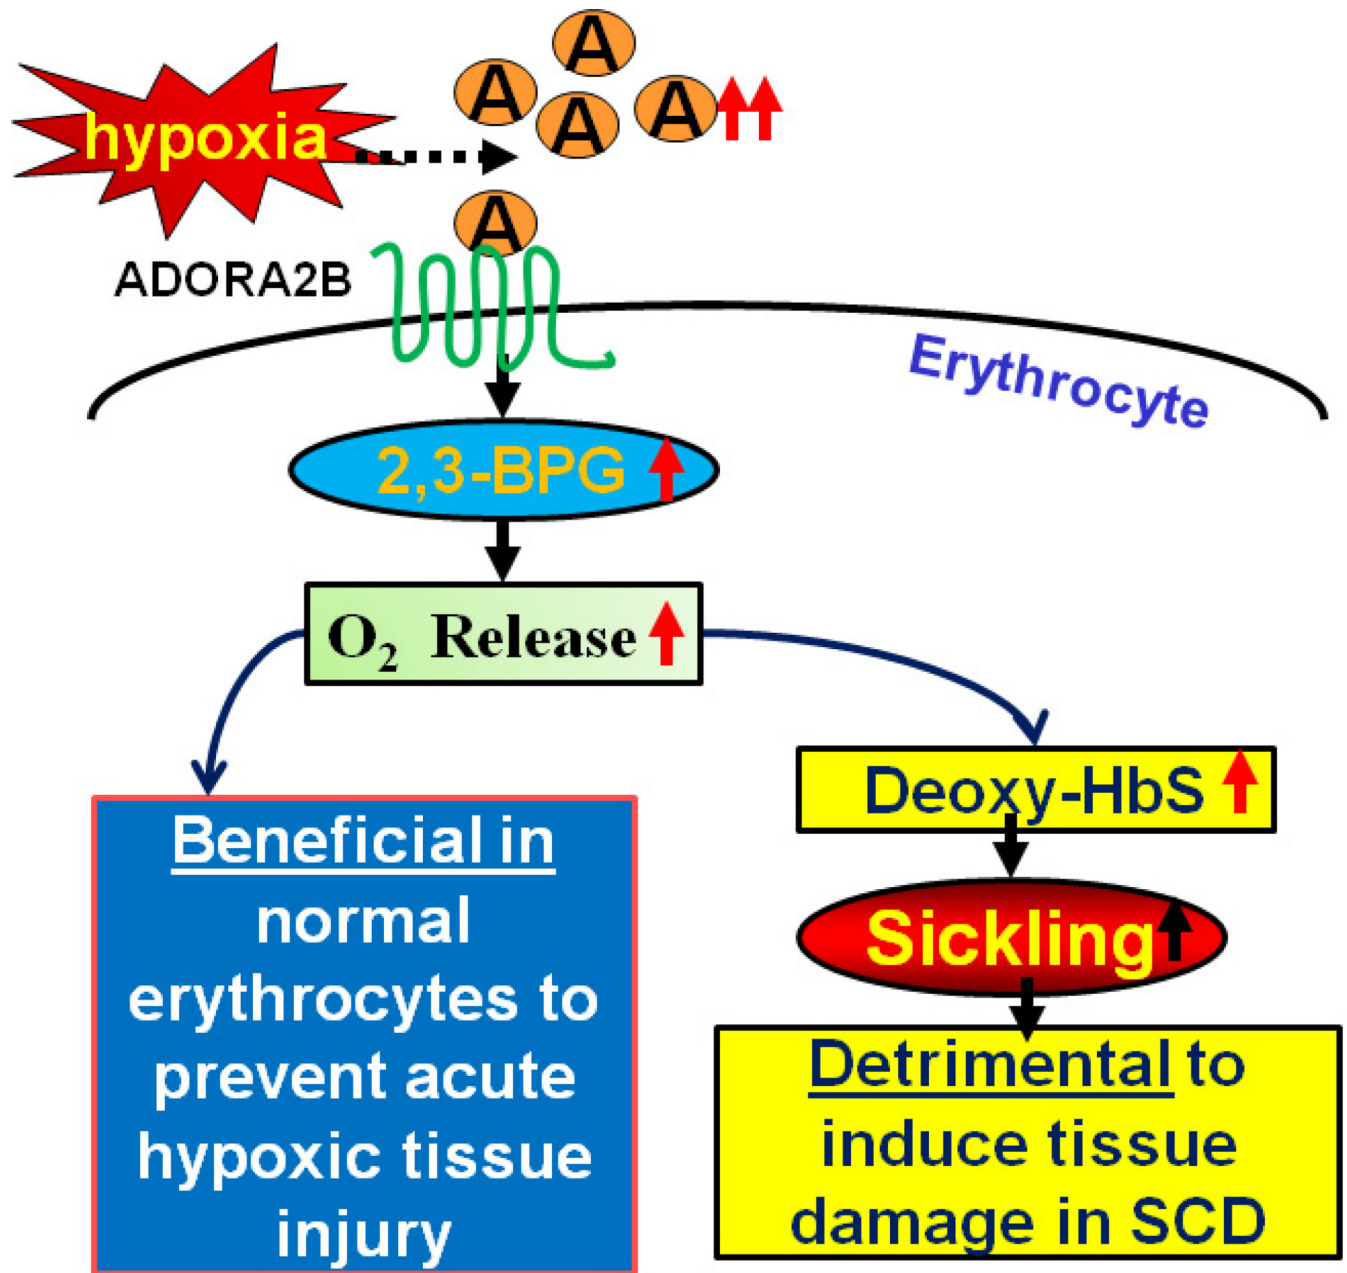 A
A
A
A
hypoxia
A
ADORA2B
Erythrocyte
2,3-BPG
O₂ Release
Deoxy-HbS
Beneficial in
normal
erythrocytes to
prevent acute
hypoxic tissue
injury
Sickling
Detrimental to
induce tissue
damage in SCD